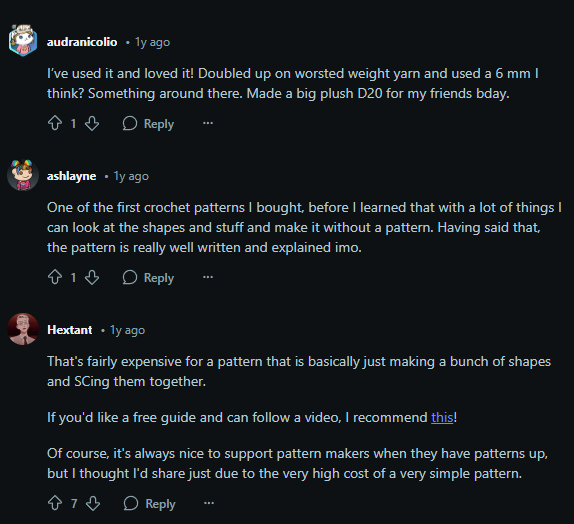 audranicolio • 1y ago
I've used it and loved it! Doubled up on worsted weight yarn and used a 6 mm I
think? Something around there. Made a big plush D20 for my friends bday.
1 Reply ...
ashlayne • 1y ago
One of the first crochet patterns I bought, before I learned that with a lot of things I
can look at the shapes and stuff and make it without a pattern. Having said that,
the pattern is really well written and explained imo.
1 Reply ...
Hextant • 1y ago
That's fairly expensive for a pattern that is basically just making a bunch of shapes
and SCing them together.
If you'd like a free guide and can follow a video, I recommend this!
Of course, it's always nice to support pattern makers when they have patterns up,
but I thought I'd share just due to the very high cost of a very simple pattern.
7 Reply ...